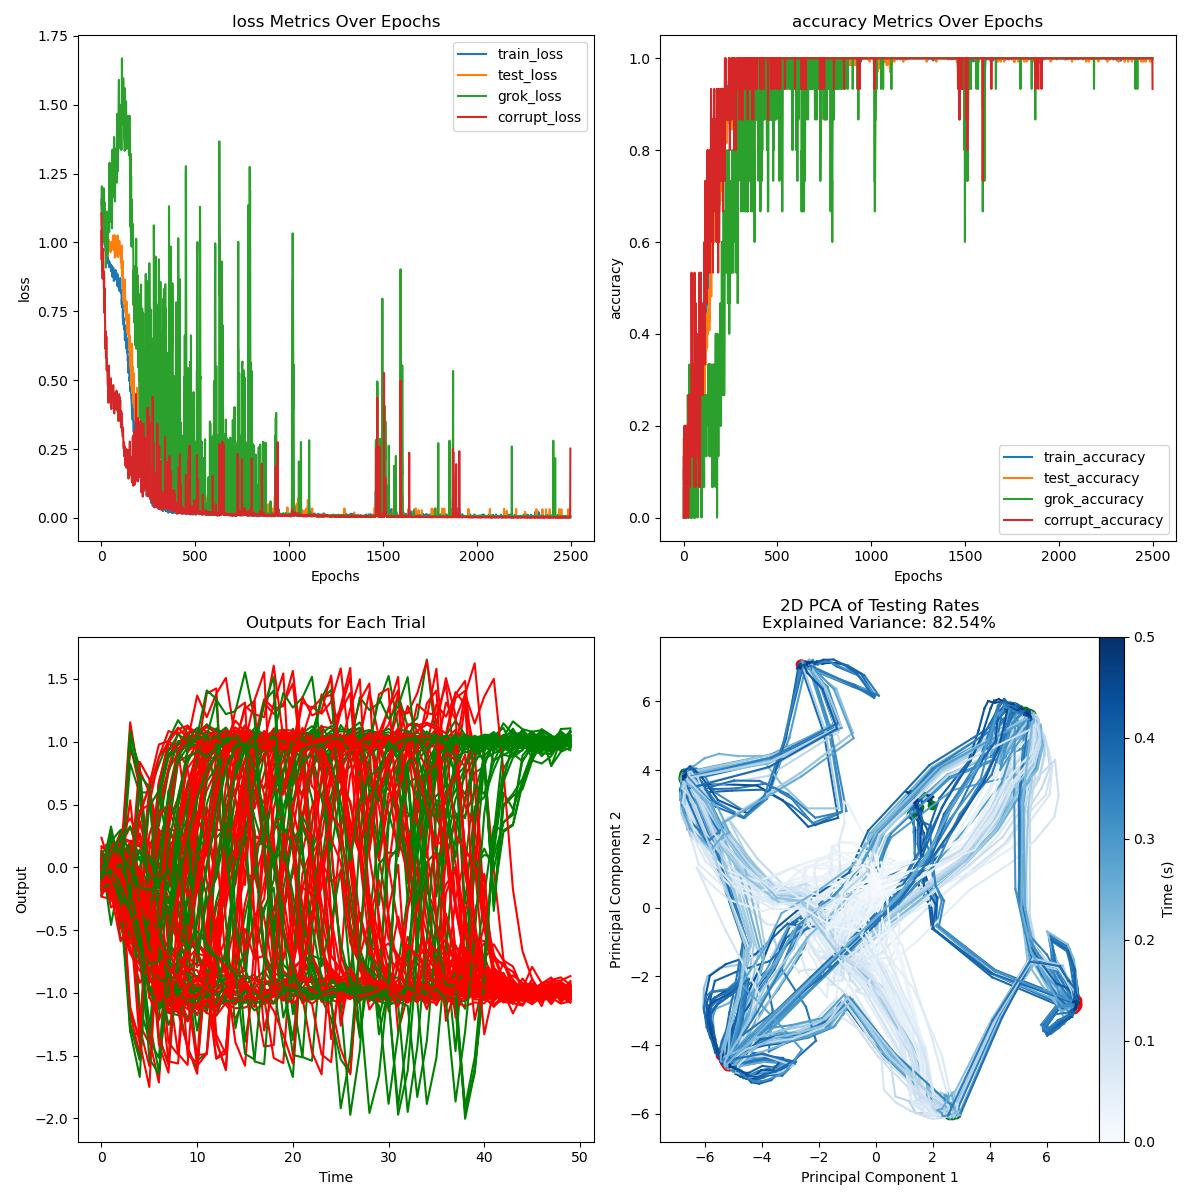 loss Metrics Over Epochs
1.75
1.50
1.25
1.00
0.75
0.50
0.25
0.00
loss
train_loss
test_loss
grok_loss
corrupt_loss
0 500 1000 1500 2000 2500
Epochs
accuracy Metrics Over Epochs
1.0
0.8
0.6
0.4
0.2
0.0
accuracy
train_accuracy
test_accuracy
grok_accuracy
corrupt_accuracy
0 500 1000 1500 2000 2500
Epochs
Outputs for Each Trial
1.5
1.0
0.5
0.0
−0.5
−1.0
−1.5
−2.0
Output
0 10 20 30 40 50
Time
2D PCA of Testing Rates
Explained Variance: 82.54%
6
4
2
0
−2
−4
−6
Principal Component 2
−6 −4 −2 0 2 4 6
Principal Component 1
0.5
0.4
0.3
0.2
0.1
0.0
Time (s)